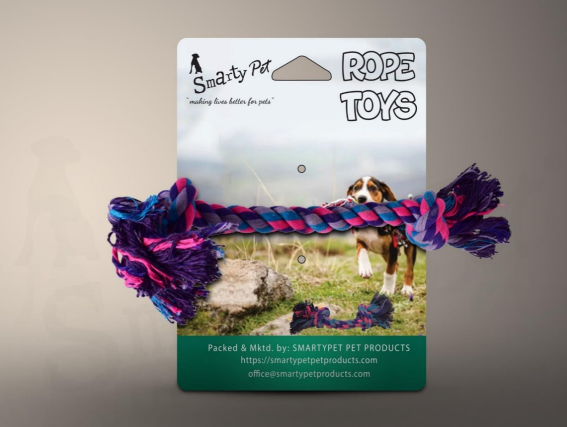 Smarty Pet
"making lives better for pets"
ROPE
TOYS
Packed & Mktd. by: SMARTYPET PET PRODUCTS
https://smartypetpetproducts.com
office@smartypetproducts.com